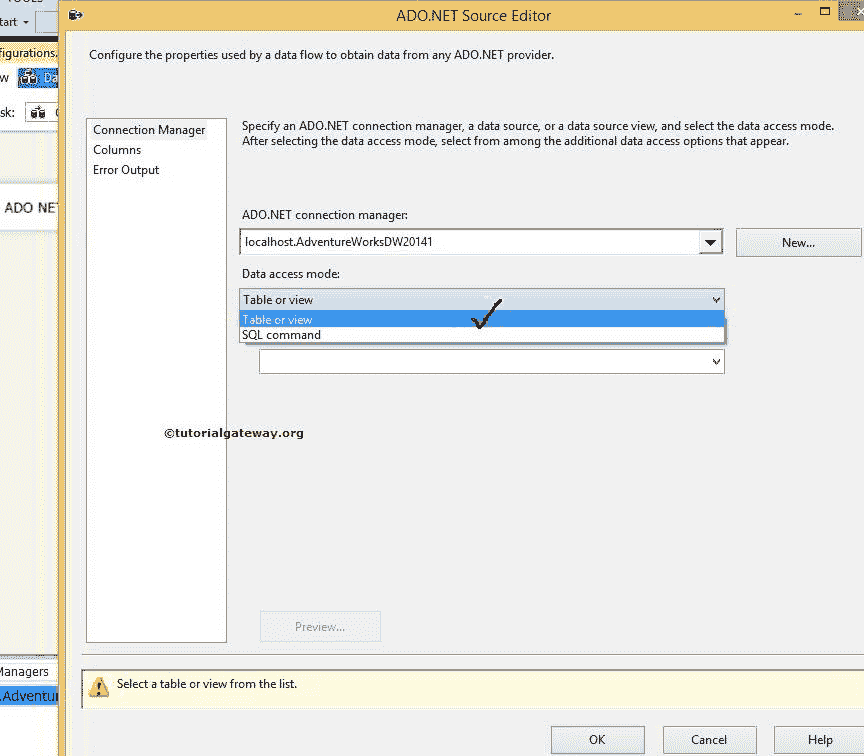 TOOLS
tart
ADO.NET Source Editor
figurations.
Configure the properties used by a data flow to obtain data from any ADO.NET provider.
w
Da
sk:
Connection Manager
Columns
Error Output
Specify an ADO.NET connection manager, a data source, or a data source view, and select the data access mode.
After selecting the data access mode, select from among the additional data access options that appear.
ADO NE
ADO.NET connection manager:
localhost.AdventureWorksDW20141
New...
Data access mode:
Table or view
Table or view
SQL command
©tutorialgateway.org
Preview...
Managers
.Adventur
Select a table or view from the list.
OK
Cancel
Help